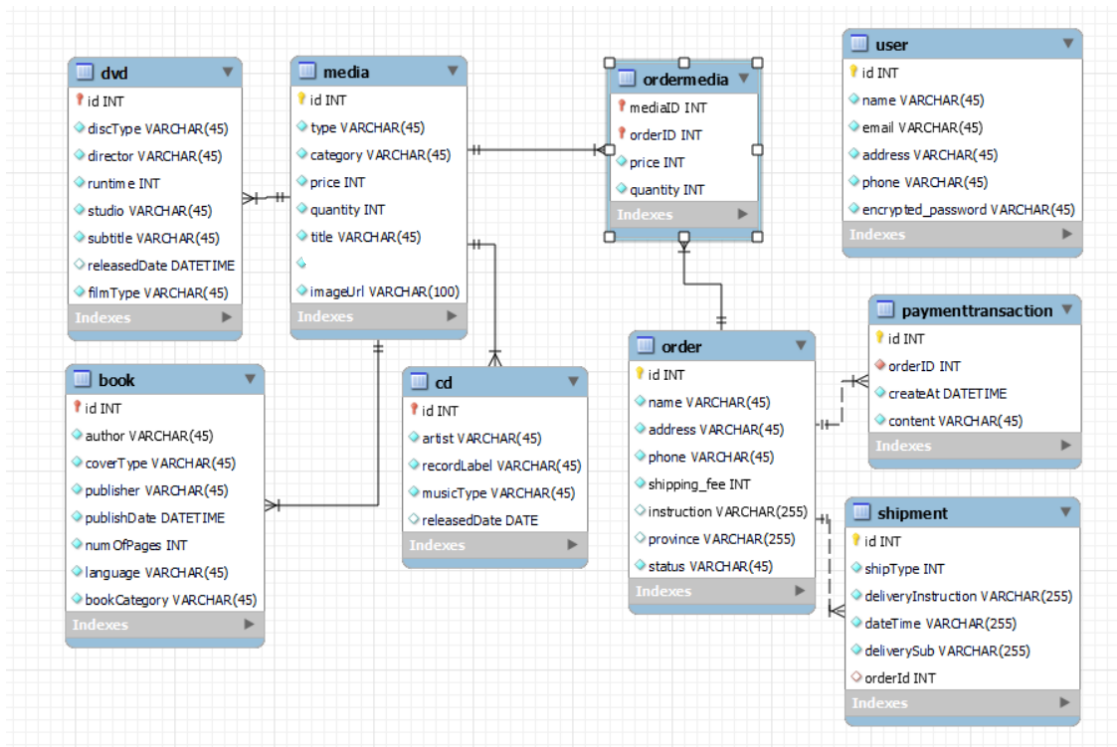 dvd
id INT
discType VARCHAR(45)
director VARCHAR(45)
runtime INT
studio VARCHAR(45)
subtitle VARCHAR(45)
releasedDate DATETIME
filmType VARCHAR(45)
Indexes
media
id INT
type VARCHAR(45)
category VARCHAR(45)
price INT
quantity INT
title VARCHAR(45)
imageUrl VARCHAR(100)
Indexes
ordermedia
mediaID INT
orderID INT
price INT
quantity INT
Indexes
user
id INT
name VARCHAR(45)
email VARCHAR(45)
address VARCHAR(45)
phone VARCHAR(45)
encrypted_password VARCHAR(45)
Indexes
book
id INT
author VARCHAR(45)
coverType VARCHAR(45)
publisher VARCHAR(45)
publishDate DATETIME
numOfPages INT
language VARCHAR(45)
bookCategory VARCHAR(45)
Indexes
cd
id INT
artist VARCHAR(45)
recordLabel VARCHAR(45)
musicType VARCHAR(45)
releasedDate DATE
Indexes
order
id INT
name VARCHAR(45)
address VARCHAR(45)
phone VARCHAR(45)
shipping_fee INT
instruction VARCHAR(255)
province VARCHAR(255)
status VARCHAR(45)
Indexes
paymenttransaction
id INT
orderID INT
createAt DATETIME
content VARCHAR(45)
Indexes
shipment
id INT
shipType INT
deliveryInstruction VARCHAR(255)
dateTime VARCHAR(255)
deliverySub VARCHAR(255)
orderId INT
Indexes